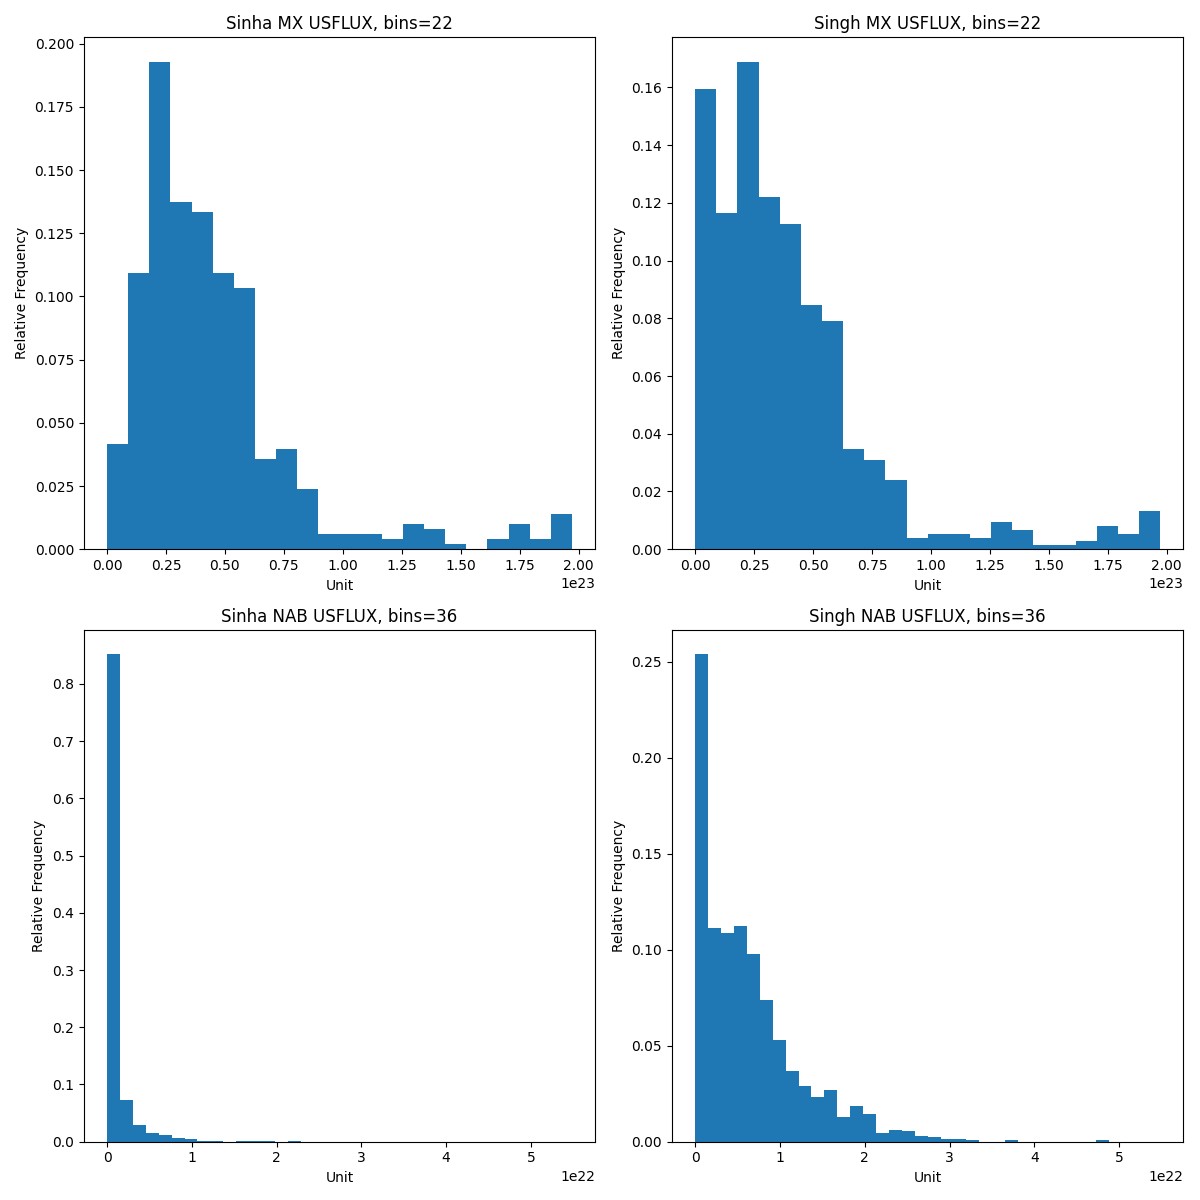 Sinha MX USFLUX, bins=22
0.200
0.175
0.150
0.125
0.100
0.075
0.050
0.025
0.000
Relative Frequency
0.00 0.25 0.50 0.75 1.00 1.25 1.50 1.75 2.00
1e23
Unit
Singh MX USFLUX, bins=22
0.16
0.14
0.12
0.10
0.08
0.06
0.04
0.02
0.00
Relative Frequency
0.00 0.25 0.50 0.75 1.00 1.25 1.50 1.75 2.00
1e23
Unit
Sinha NAB USFLUX, bins=36
0.8
0.7
0.6
0.5
0.4
0.3
0.2
0.1
0.0
Relative Frequency
0 1 2 3 4 5
1e22
Unit
Singh NAB USFLUX, bins=36
0.25
0.20
0.15
0.10
0.05
0.00
Relative Frequency
0 1 2 3 4 5
1e22
Unit